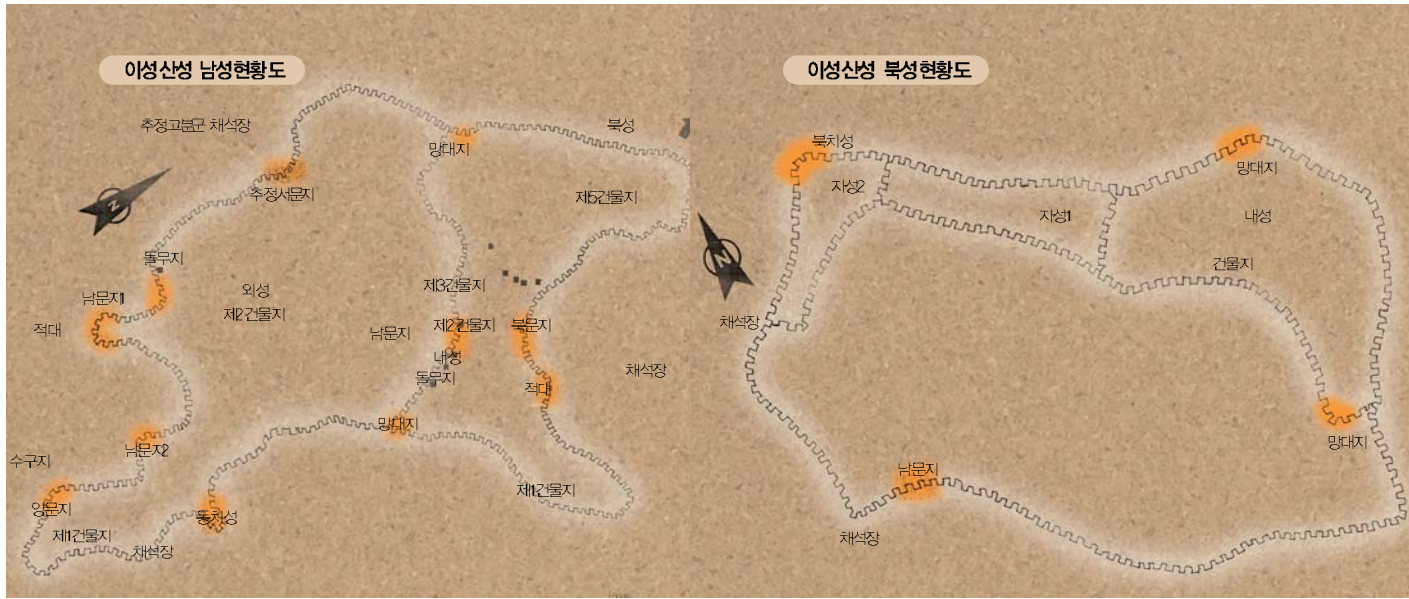 이성산성 남성현황도
추정고분군 채석장
북성
망대지
추정서문지
제5건물지
N
돌무지
남문지1
외성
제2건물지
적대
제3건물지
남문지
제2건물지
북문지
내성
돌무지
채석장
적대
망대지
남문지2
수구지
양문지
제1건물지
동치성
제1건물지
채석장
이성산성 북성현황도
북치성
망대지
자성2
자성1
내성
N
건물지
채석장
망대지
남문지
채석장